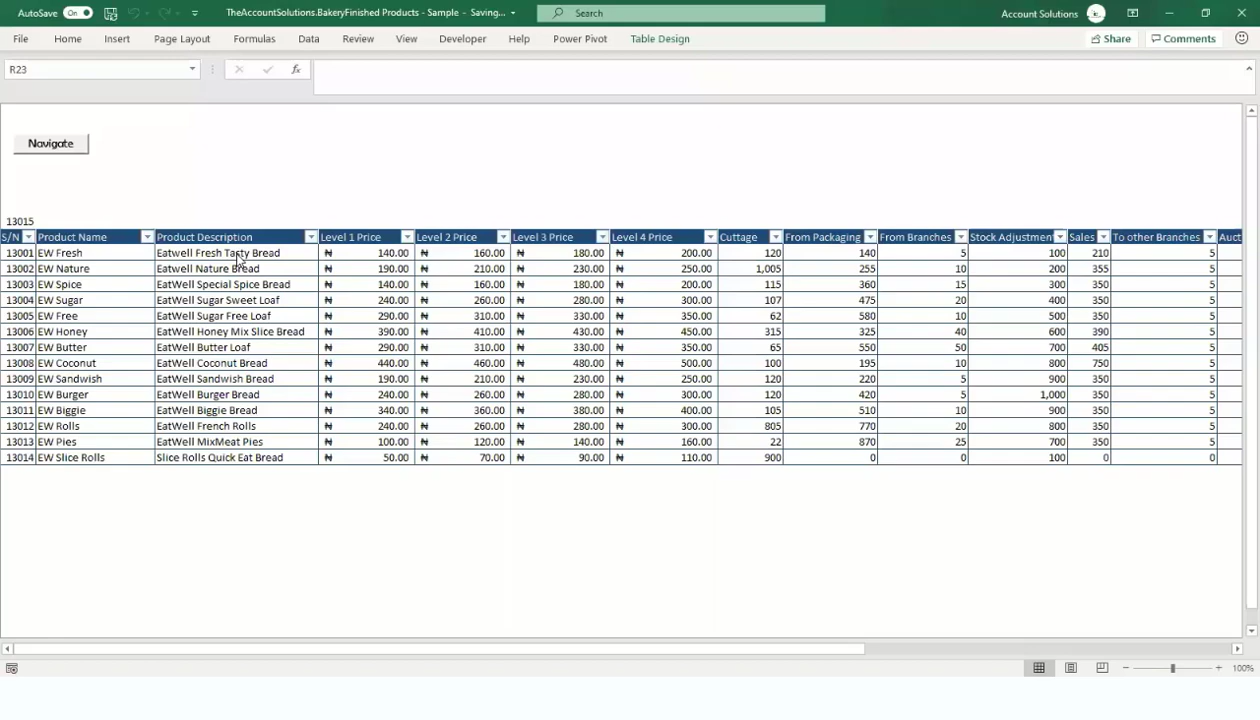 AutoSave On TheAccountSolutions.BakeryFinished Products - Sample - Saving... Search Account Solutions
File Home Insert Page Layout Formulas Data Review View Developer Help Power Pivot Table Design Share Comments
R23 fx
Navigate
13015
S/N Product Name Product Description Level 1 Price Level 2 Price Level 3 Price Level 4 Price Cuttage From Packaging From Branches Stock Adjustment Sales To other Branches Auct
13001 EW Fresh Eatwell Fresh Tasty Bread ₦ 140.00 ₦ 160.00 ₦ 180.00 ₦ 200.00 120 140 5 100 210 5
13002 EW Nature Eatwell Nature Bread ₦ 190.00 ₦ 210.00 ₦ 230.00 ₦ 250.00 1,005 255 10 200 355 5
13003 EW Spice EatWell Special Spice Bread ₦ 140.00 ₦ 160.00 ₦ 180.00 ₦ 200.00 115 360 15 300 350 5
13004 EW Sugar EatWell Sugar Sweet Loaf ₦ 240.00 ₦ 260.00 ₦ 280.00 ₦ 300.00 107 475 20 400 350 5
13005 EW Free EatWell Sugar Free Loaf ₦ 290.00 ₦ 310.00 ₦ 330.00 ₦ 350.00 62 580 10 500 350 5
13006 EW Honey EatWell Honey Mix Slice Bread ₦ 390.00 ₦ 410.00 ₦ 430.00 ₦ 450.00 315 325 40 600 390 5
13007 EW Butter EatWell Butter Loaf ₦ 290.00 ₦ 310.00 ₦ 330.00 ₦ 350.00 65 550 50 700 405 5
13008 EW Coconut EatWell Coconut Bread ₦ 440.00 ₦ 460.00 ₦ 480.00 ₦ 500.00 100 195 10 800 750 5
13009 EW Sandwish EatWell Sandwish Bread ₦ 190.00 ₦ 210.00 ₦ 230.00 ₦ 250.00 120 220 5 900 350 5
13010 EW Burger EatWell Burger Bread ₦ 240.00 ₦ 260.00 ₦ 280.00 ₦ 300.00 120 420 5 1,000 350 5
13011 EW Biggie EatWell Biggie Bread ₦ 340.00 ₦ 360.00 ₦ 380.00 ₦ 400.00 105 510 10 900 350 5
13012 EW Rolls EatWell French Rolls ₦ 240.00 ₦ 260.00 ₦ 280.00 ₦ 300.00 805 770 20 800 350 5
13013 EW Pies EatWell MixMeat Pies ₦ 100.00 ₦ 120.00 ₦ 140.00 ₦ 160.00 22 870 25 700 350 5
13014 EW Slice Rolls Slice Rolls Quick Eat Bread ₦ 50.00 ₦ 70.00 ₦ 90.00 ₦ 110.00 900 0 0 100 0 0
100%